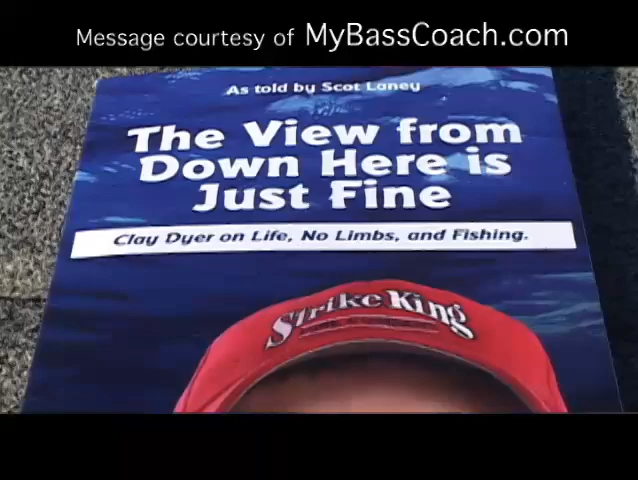 Message courtesy of MyBassCoach.com
As told by Scot Laney
The View from
Down Here is
Just Fine
Clay Dyer on Life, No Limbs, and Fishing.
Strike King